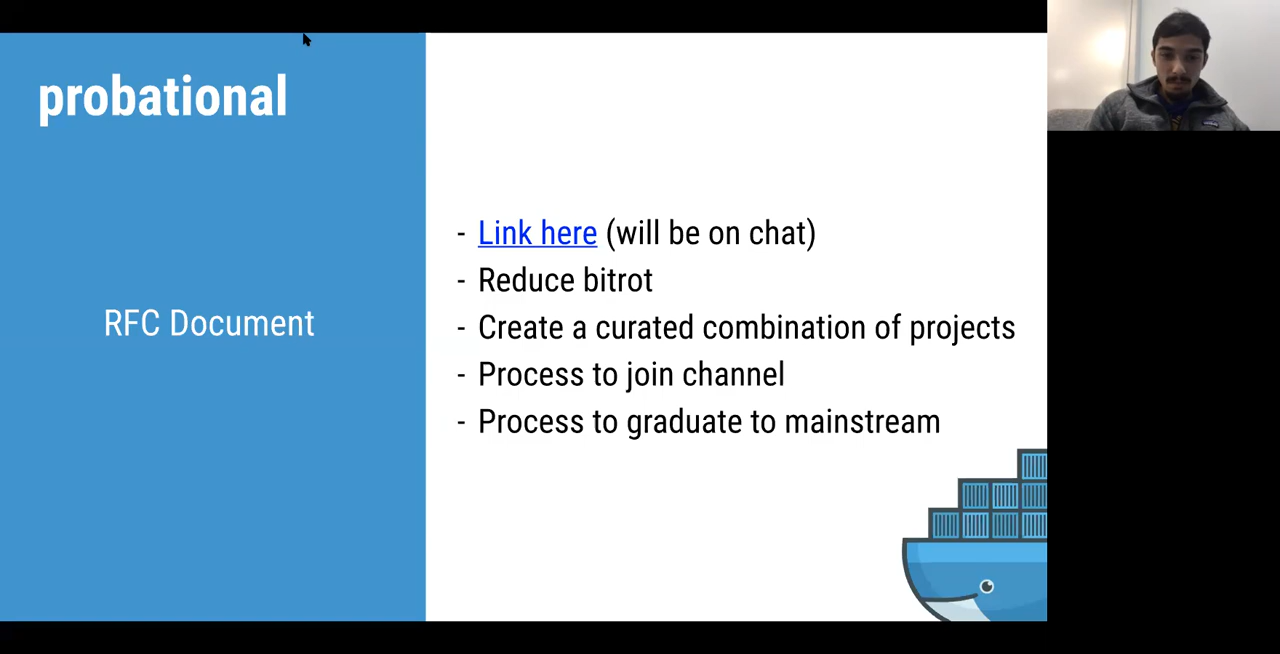 probational
RFC Document
- Link here (will be on chat)
- Reduce bitrot
- Create a curated combination of projects
- Process to join channel
- Process to graduate to mainstream